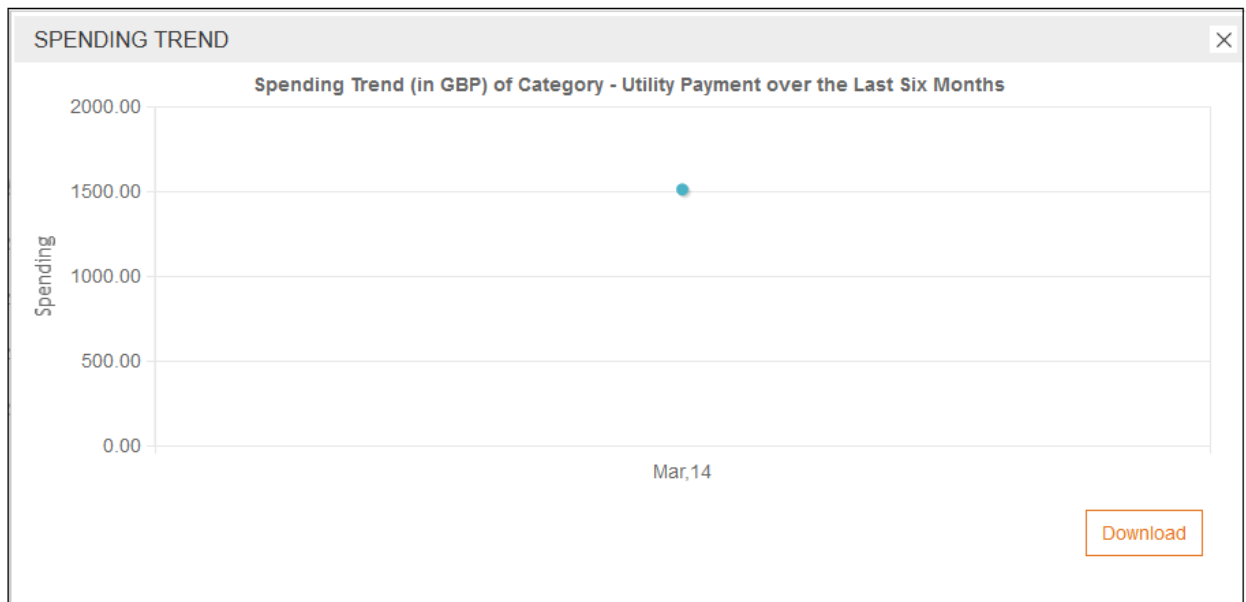 SPENDING TREND
Spending Trend (in GBP) of Category - Utility Payment over the Last Six Months
2000.00
1500.00
1000.00
500.00
0.00
Spending
Mar,14
Download